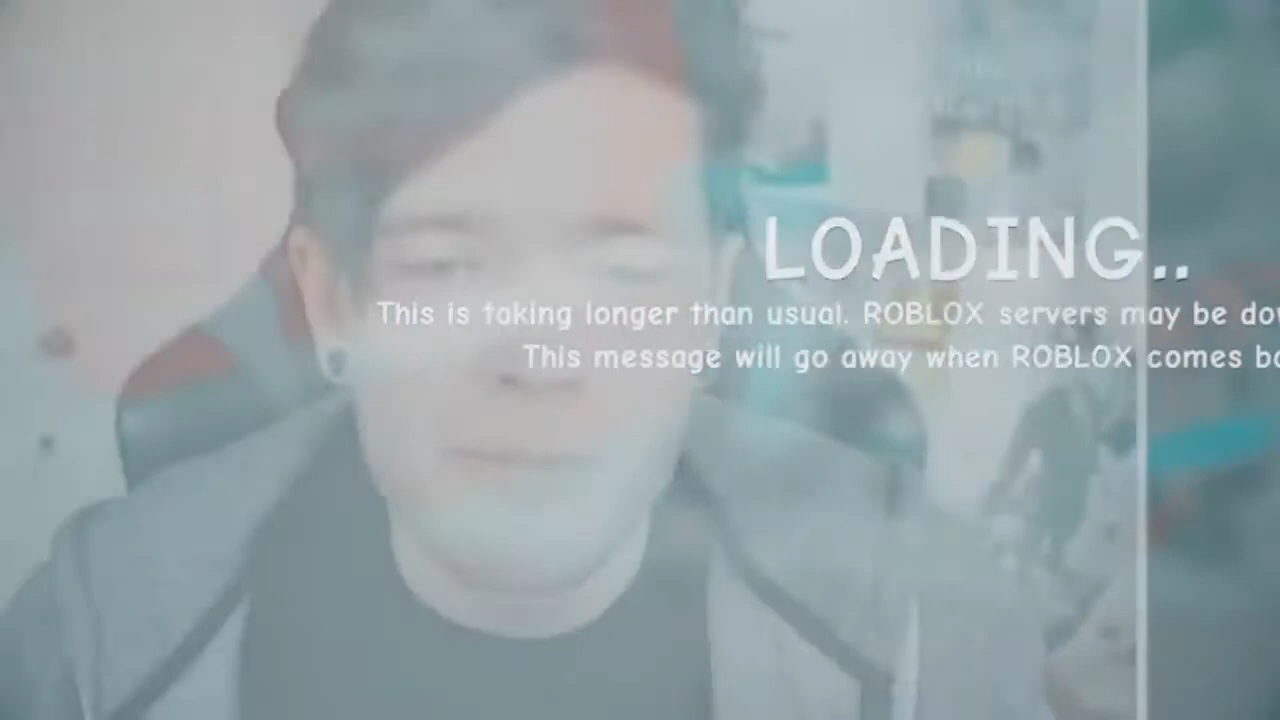 LOADING..
This is taking longer than usual. ROBLOX servers may be
This message will go away when ROBLOX comes